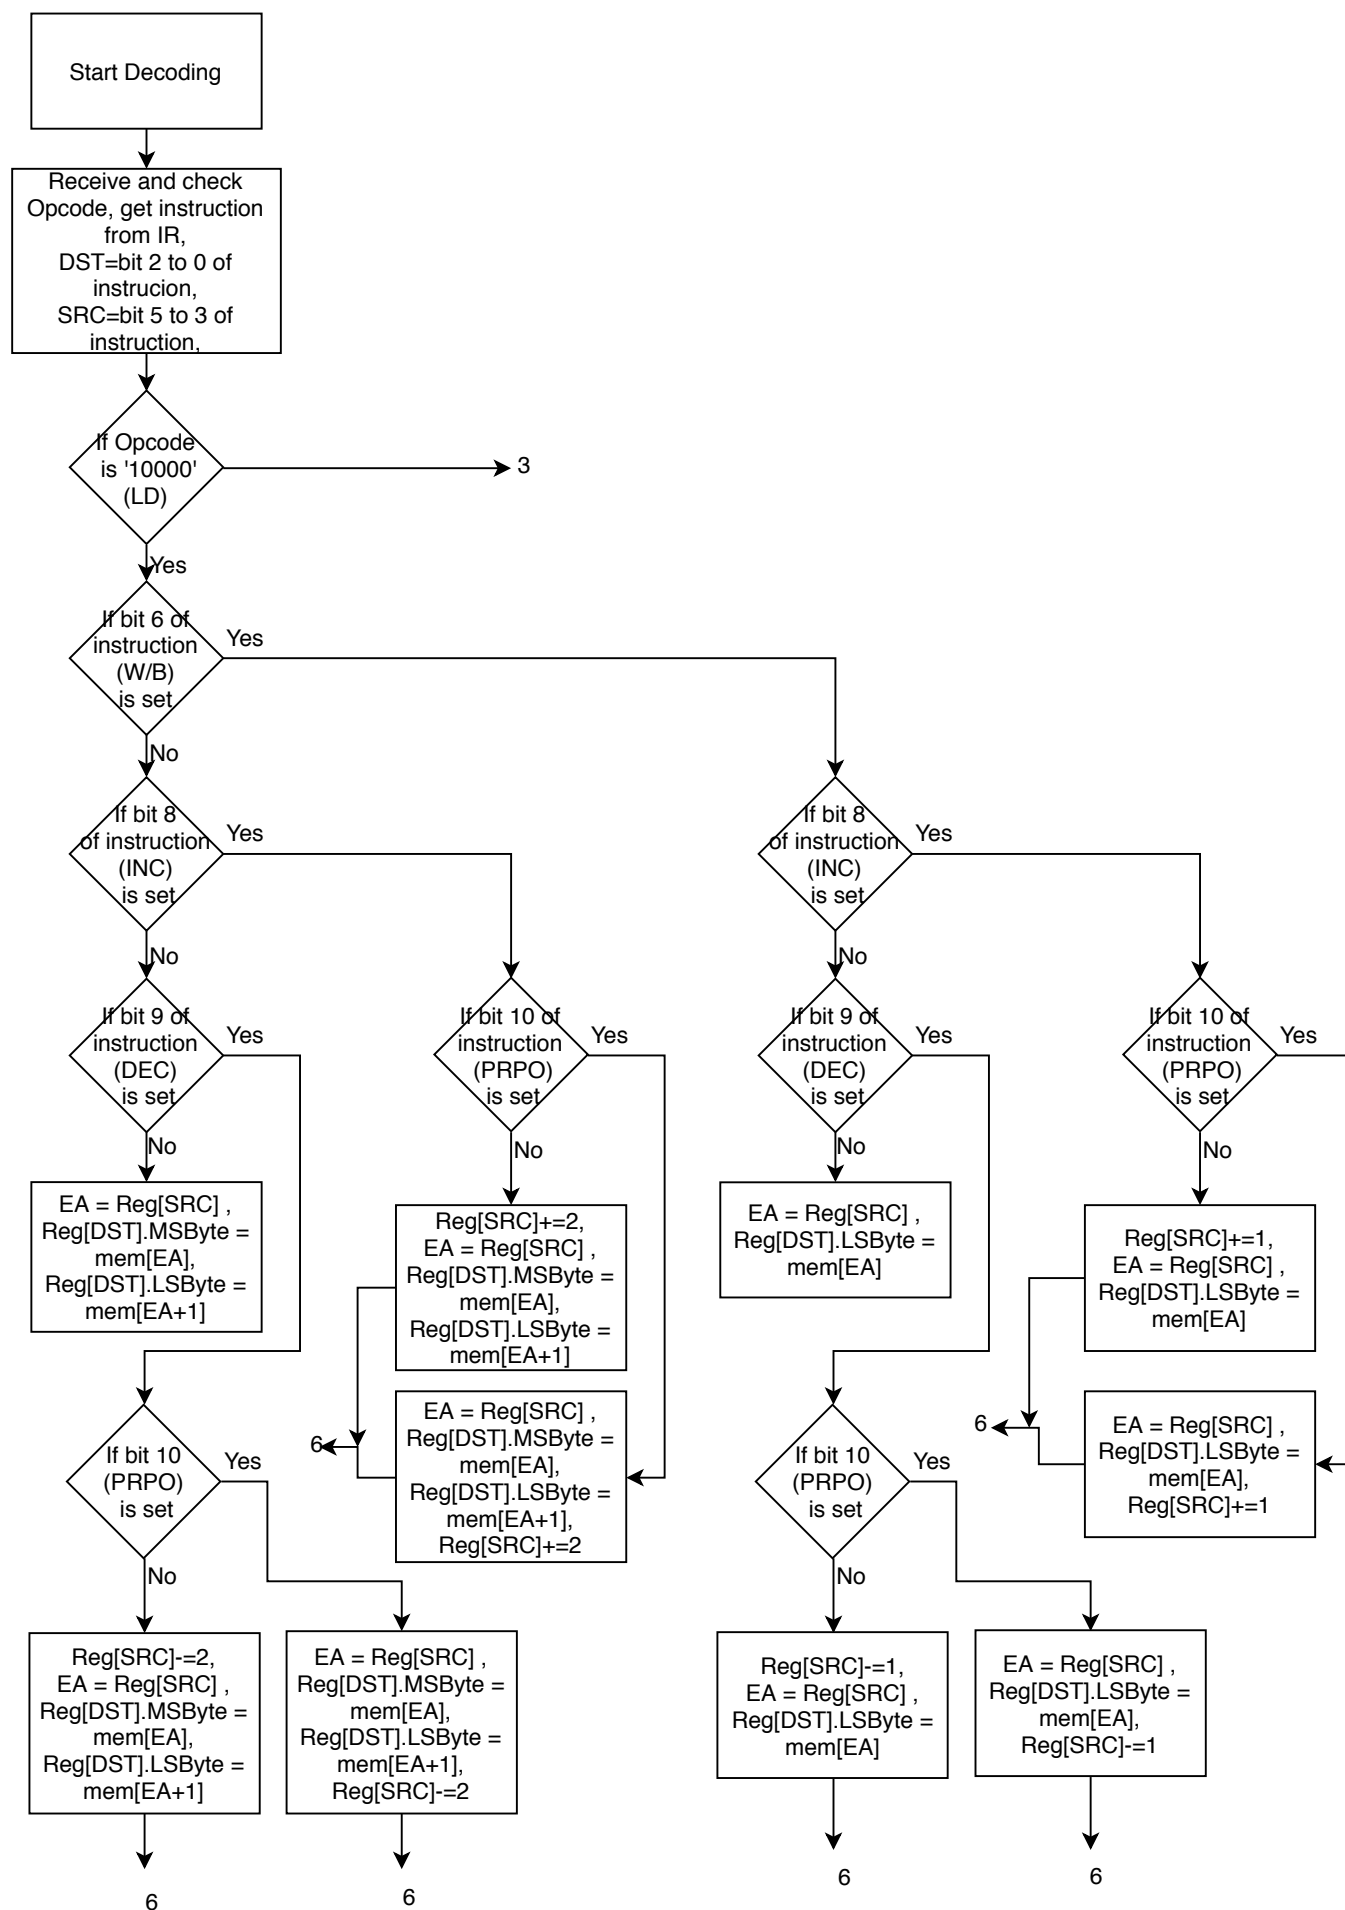 Start Decoding
Receive and check
Opcode, get instruction
from IR,
DST=bit 2 to 0 of
instrucion,
SRC=bit 5 to 3 of
instruction,
If Opcode
is '10000'
(LD)
3
Yes
If bit 6 of
instruction
(W/B)
is set
Yes
No
If bit 8
of instruction
(INC)
is set
Yes
No
If bit 8
of instruction
(INC)
is set
Yes
No
If bit 9 of
instruction
(DEC)
is set
Yes
No
If bit 10 of
instruction
(PRPO)
is set
Yes
No
If bit 9 of
instruction
(DEC)
is set
Yes
No
If bit 10 of
instruction
(PRPO)
is set
Yes
No
EA = Reg[SRC] ,
Reg[DST].MSByte =
mem[EA],
Reg[DST].LSByte =
mem[EA+1]
Reg[SRC]+=2,
EA = Reg[SRC] ,
Reg[DST].MSByte =
mem[EA],
Reg[DST].LSByte =
mem[EA+1]
EA = Reg[SRC] ,
Reg[DST].LSByte =
mem[EA]
Reg[SRC]+=1,
EA = Reg[SRC] ,
Reg[DST].LSByte =
mem[EA]
If bit 10
(PRPO)
is set
Yes
No
6
EA = Reg[SRC] ,
Reg[DST].MSByte =
mem[EA],
Reg[DST].LSByte =
mem[EA+1],
Reg[SRC]+=2
If bit 10
(PRPO)
is set
Yes
No
6
EA = Reg[SRC] ,
Reg[DST].LSByte =
mem[EA],
Reg[SRC]+=1
Reg[SRC]-=2,
EA = Reg[SRC] ,
Reg[DST].MSByte =
mem[EA],
Reg[DST].LSByte =
mem[EA+1]
EA = Reg[SRC] ,
Reg[DST].MSByte =
mem[EA],
Reg[DST].LSByte =
mem[EA+1],
Reg[SRC]-=2
Reg[SRC]-=1,
EA = Reg[SRC] ,
Reg[DST].LSByte =
mem[EA]
EA = Reg[SRC] ,
Reg[DST].LSByte =
mem[EA],
Reg[SRC]-=1
6
6
6
6